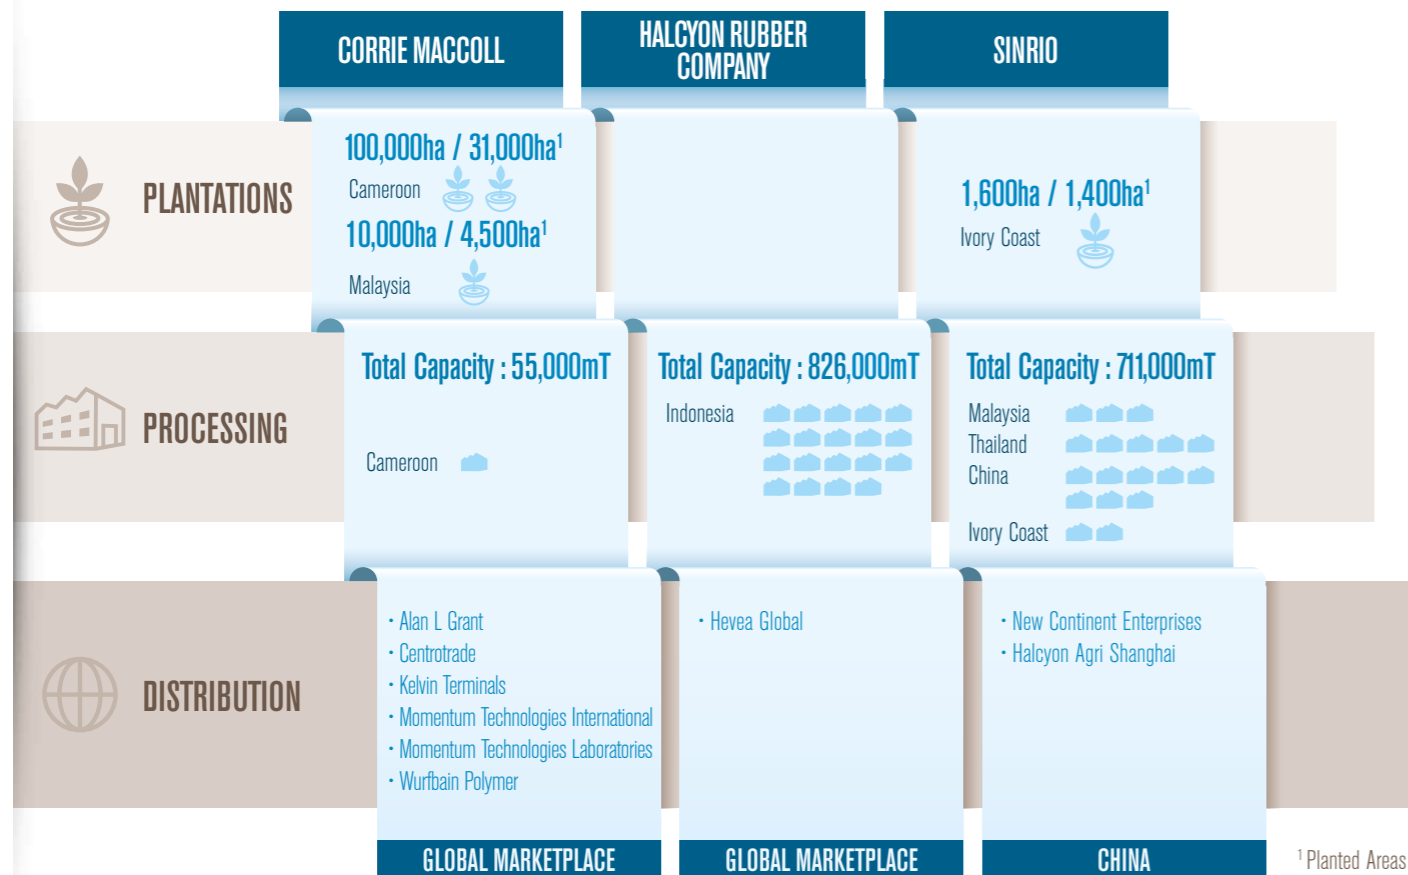 CORRIE MACCOLL
HALCYON RUBBER
COMPANY
SINRIO
PLANTATIONS
100,000ha / 31,000ha¹
Cameroon
10,000ha / 4,500ha¹
Malaysia
1,600ha / 1,400ha¹
Ivory Coast
PROCESSING
Total Capacity : 55,000mT
Cameroon
Total Capacity : 826,000mT
Indonesia
Total Capacity : 711,000mT
Malaysia
Thailand
China
Ivory Coast
DISTRIBUTION
• Alan L Grant
• Centrotrade
• Kelvin Terminals
• Momentum Technologies International
• Momentum Technologies Laboratories
• Wurfbain Polymer
• Hevea Global
• New Continent Enterprises
• Halcyon Agri Shanghai
GLOBAL MARKETPLACE
GLOBAL MARKETPLACE
CHINA
¹ Planted Areas